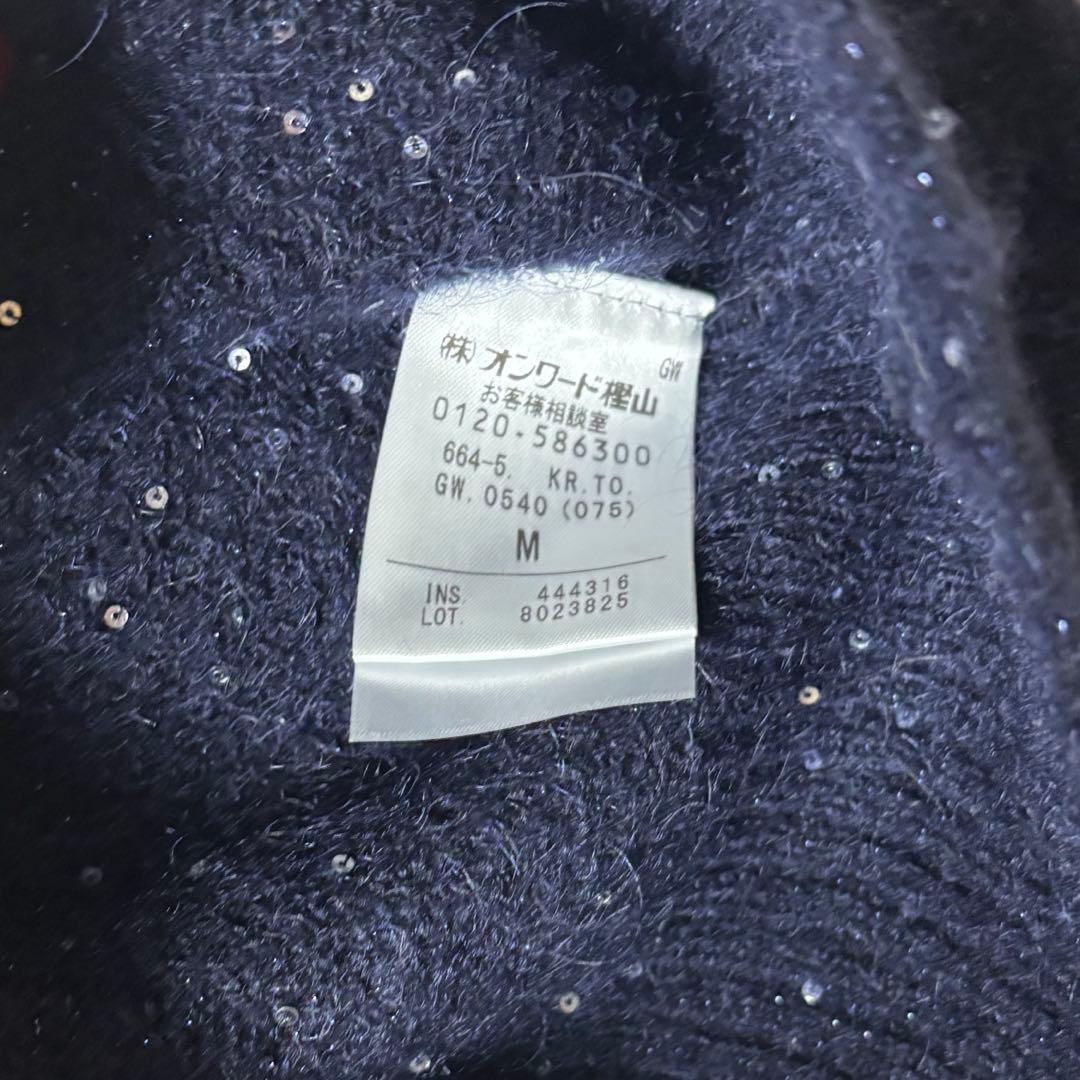 GW
(株)オンワード樫山
お客様相談室
0120-586300
664-5. KR.TO.
GW.0540(075)
M
INS. 444316
LOT. 8023825